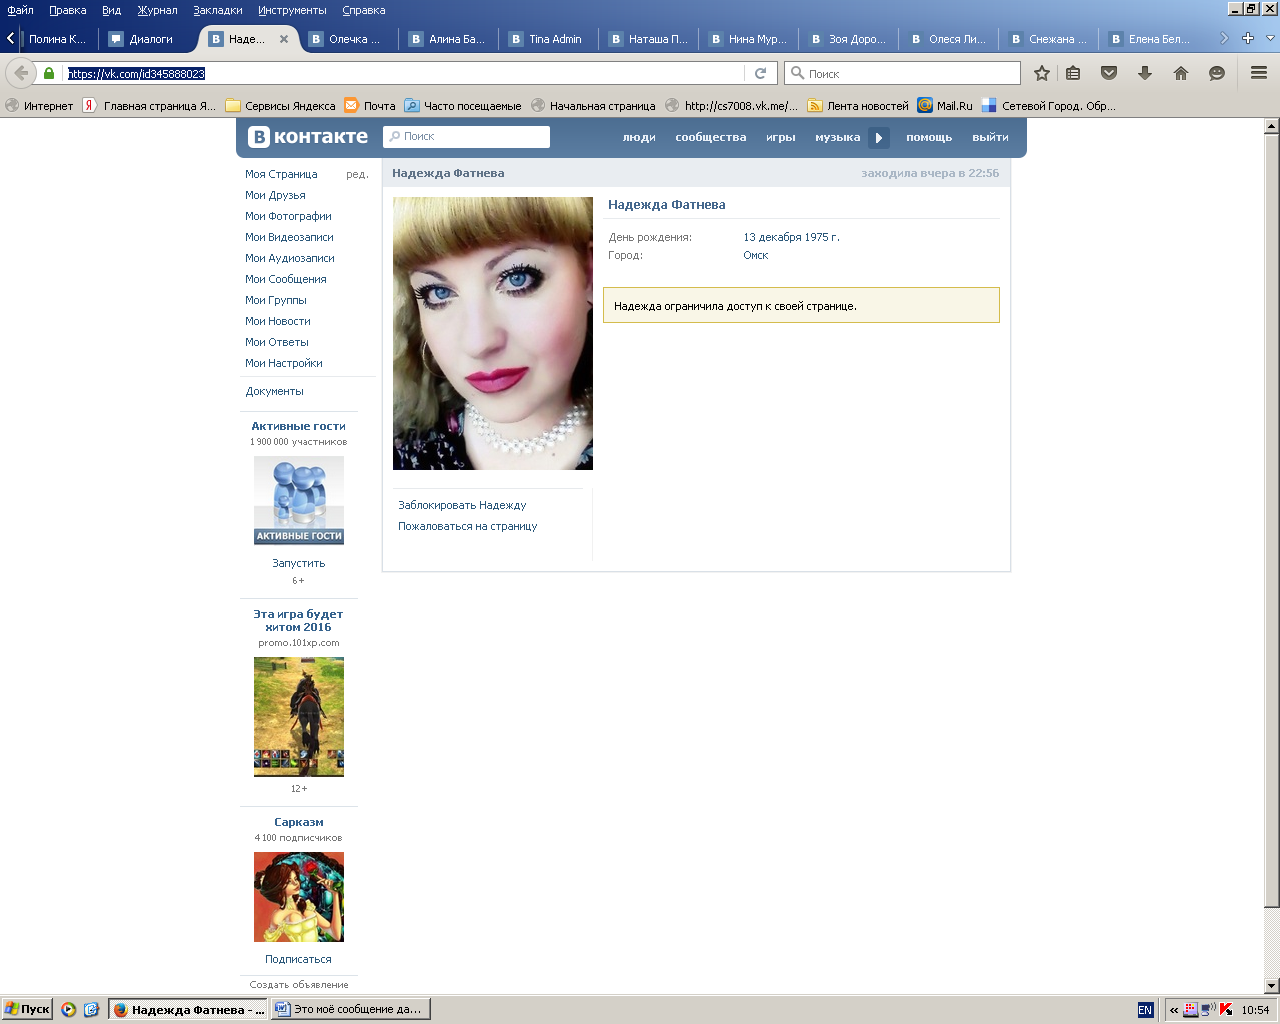 Файл Правка Вид Журнал Закладки Инструменты Справка
Полина К... Диалоги Наде... Олечка ... Алина Ба... Tina Admin Наташа П... Нина Мур... Зоя Доро... Олеся Ли... Снежана ... Елена Бел...
https://vk.com/id345888023 Поиск
Интернет Главная страница Я... Сервисы Яндекса Почта Часто посещаемые Начальная страница http://cs7008.vk.me/... Лента новостей Mail.Ru Сетевой Город. Обр...
В контакте Поиск люди сообщества игры музыка помощь выйти
Моя Страница ред.
Мои Друзья
Мои Фотографии
Мои Видеозаписи
Мои Аудиозаписи
Мои Сообщения
Мои Группы
Мои Новости
Мои Ответы
Мои Настройки
Документы
Активные гости
1 900 000 участников
АКТИВНЫЕ ГОСТИ
Запустить
6+
Эта игра будет
хитом 2016
promo.101xp.com
12+
Сарказм
4 100 подписчиков
Подписаться
Создать объявление
Надежда Фатнева заходила вчера в 22:56
Надежда Фатнева
День рождения: 13 декабря 1975 г.
Город: Омск
Надежда ограничила доступ к своей странице.
Заблокировать Надежду
Пожаловаться на страницу
Пуск Надежда Фатнева - ... Это моё сообщение да... EN « 10:54